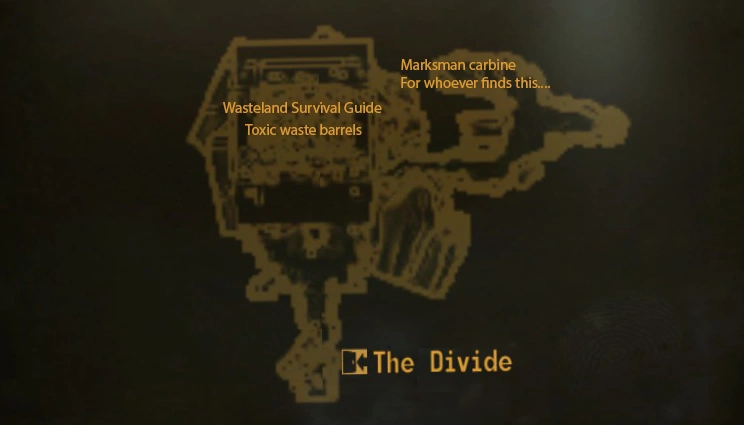 Marksman carbine
For whoever finds this....
Wasteland Survival Guide
Toxic waste barrels
The Divide